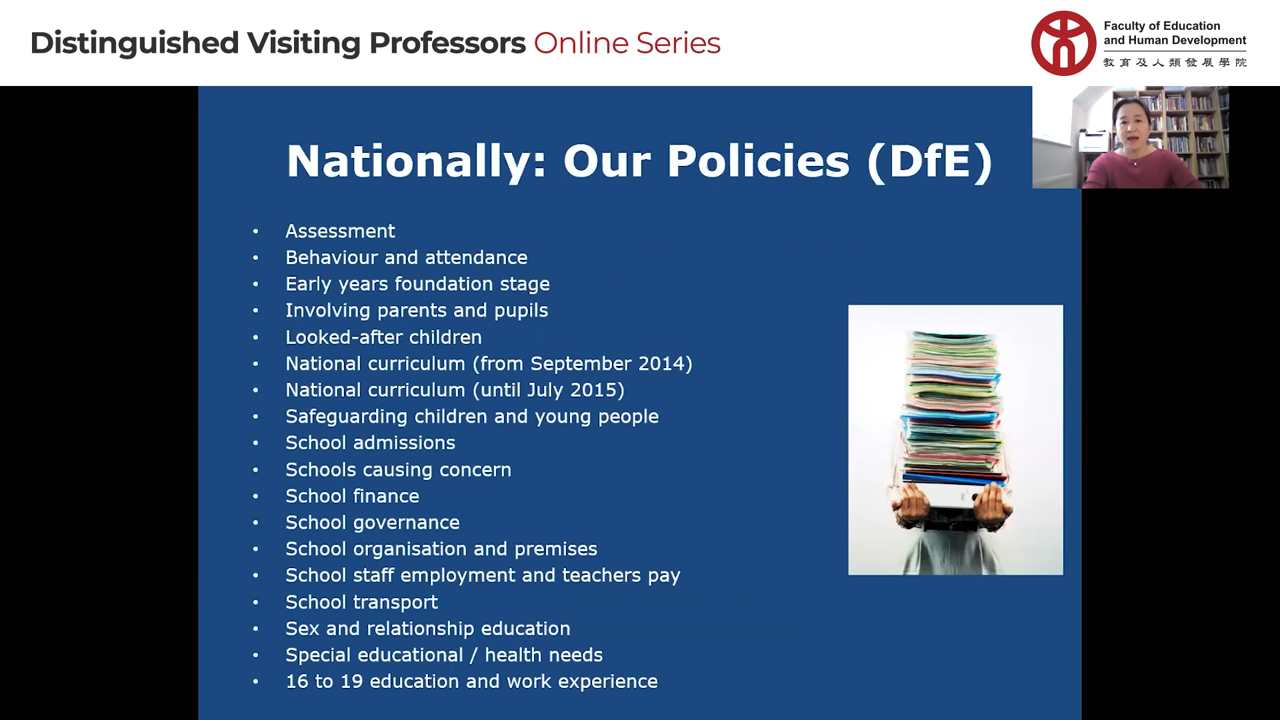 Distinguished Visiting Professors Online Series
Faculty of Education
and Human Development
教育及人類發展學院
Nationally: Our Policies (DfE)
• Assessment
• Behaviour and attendance
• Early years foundation stage
• Involving parents and pupils
• Looked-after children
• National curriculum (from September 2014)
• National curriculum (until July 2015)
• Safeguarding children and young people
• School admissions
• Schools causing concern
• School finance
• School governance
• School organisation and premises
• School staff employment and teachers pay
• School transport
• Sex and relationship education
• Special educational / health needs
• 16 to 19 education and work experience